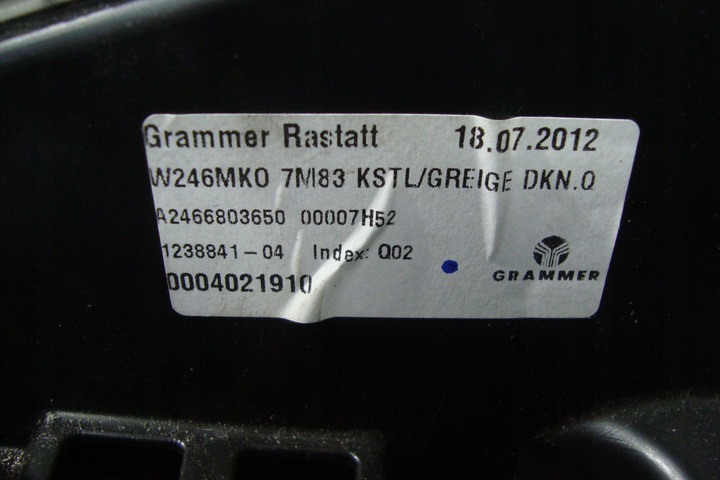 Grammer Rastatt 18.07.2012
W246MKO 7M83 KSTL/GREIGE DKN.O
A2466803650 00007H52
1238841-04 Index: Q02
GRAMMER
0004021910